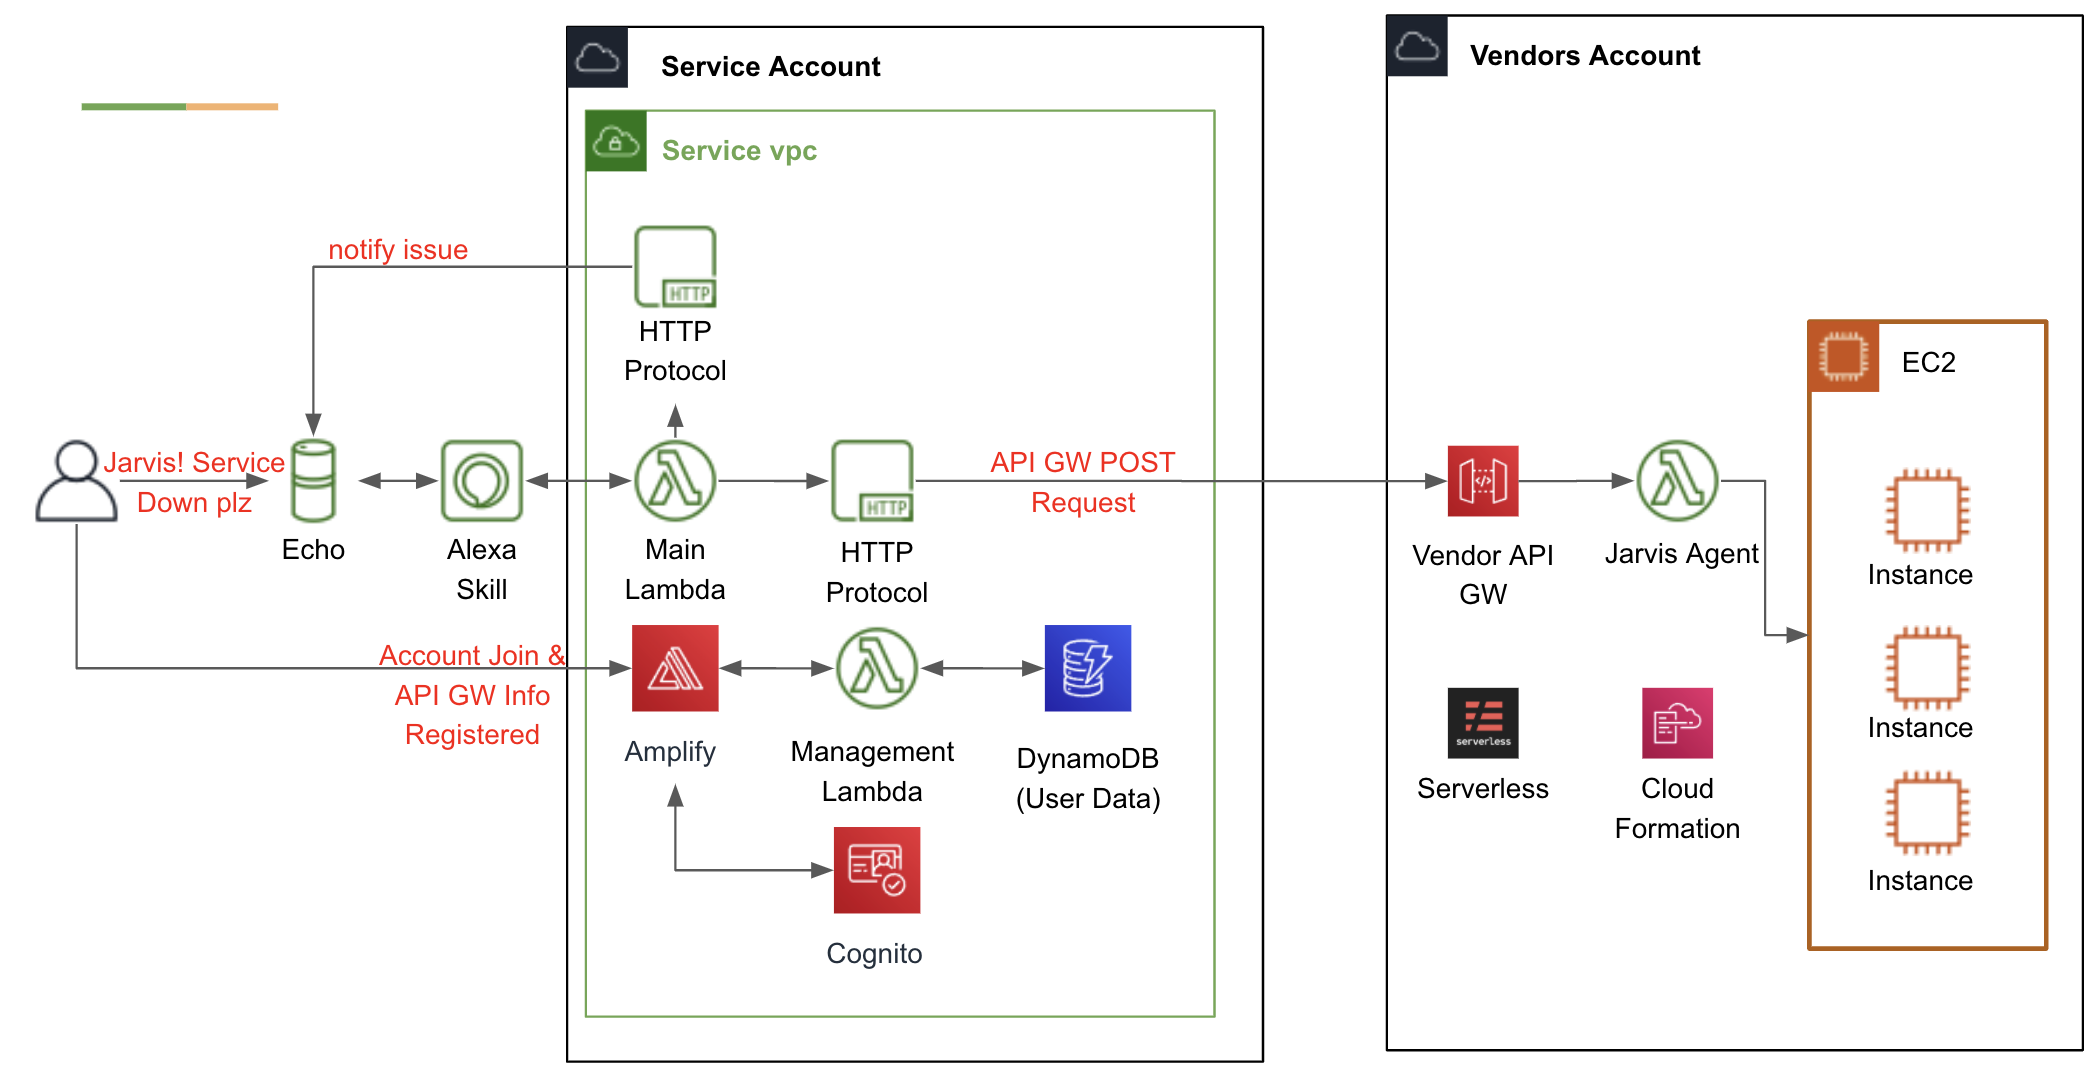 Service Account
Service vpc
notify issue
HTTP
HTTP
Protocol
Jarvis! Service
Down plz
Echo
Alexa
Skill
Main
Lambda
HTTP
HTTP
Protocol
API GW POST
Request
Account Join &
API GW Info
Registered
Amplify
Management
Lambda
DynamoDB
(User Data)
Cognito
Vendors Account
Vendor API
GW
Jarvis Agent
EC2
Instance
Instance
Instance
serverless
Serverless
Cloud
Formation